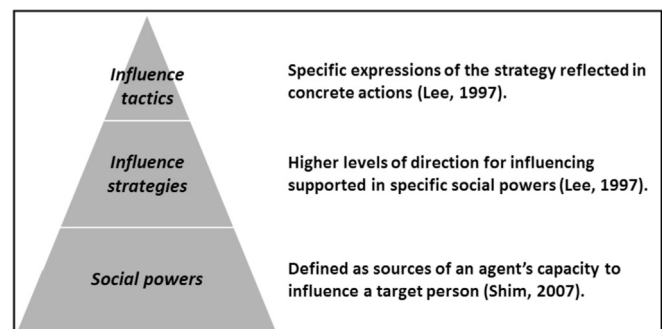 Influence
tactics
Specific expressions of the strategy reflected in
concrete actions (Lee, 1997).
Influence
strategies
Higher levels of direction for influencing
supported in specific social powers (Lee, 1997).
Social powers
Defined as sources of an agent’s capacity to
influence a target person (Shim, 2007).